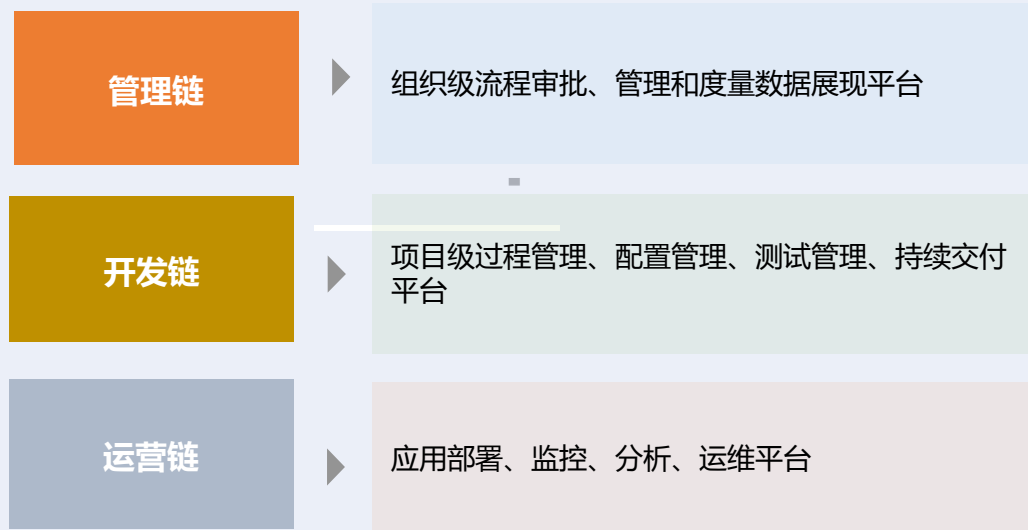 管理链
组织级流程审批、管理和度量数据展现平台
开发链
项目级过程管理、配置管理、测试管理、持续交付
平台
运营链
应用部署、监控、分析、运维平台